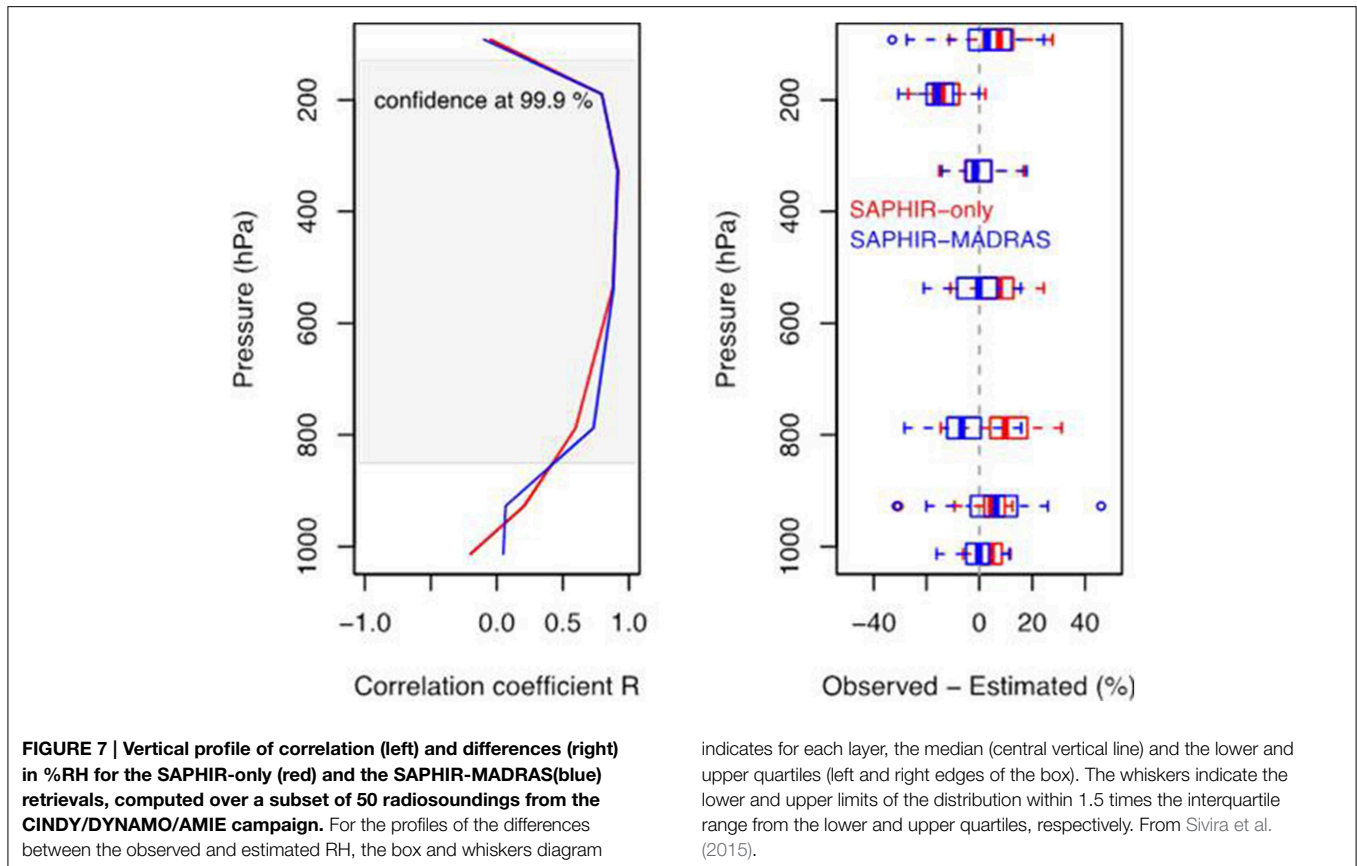 confidence at 99.9 %
200
400
600
800
1000
Pressure (hPa)
−1.0
0.0
0.5
1.0
Correlation coefficient R
SAPHIR−only
SAPHIR−MADRAS
200
400
600
800
1000
Pressure (hPa)
−40
0
20
40
Observed − Estimated (%)
FIGURE 7 | Vertical profile of correlation (left) and differences (right)
in %RH for the SAPHIR-only (red) and the SAPHIR-MADRAS(blue)
retrievals, computed over a subset of 50 radiosoundings from the
CINDY/DYNAMO/AMIE campaign. For the profiles of the differences
between the observed and estimated RH, the box and whiskers diagram
indicates for each layer, the median (central vertical line) and the lower and
upper quartiles (left and right edges of the box). The whiskers indicate the
lower and upper limits of the distribution within 1.5 times the interquartile
range from the lower and upper quartiles, respectively. From Sivira et al.
(2015).